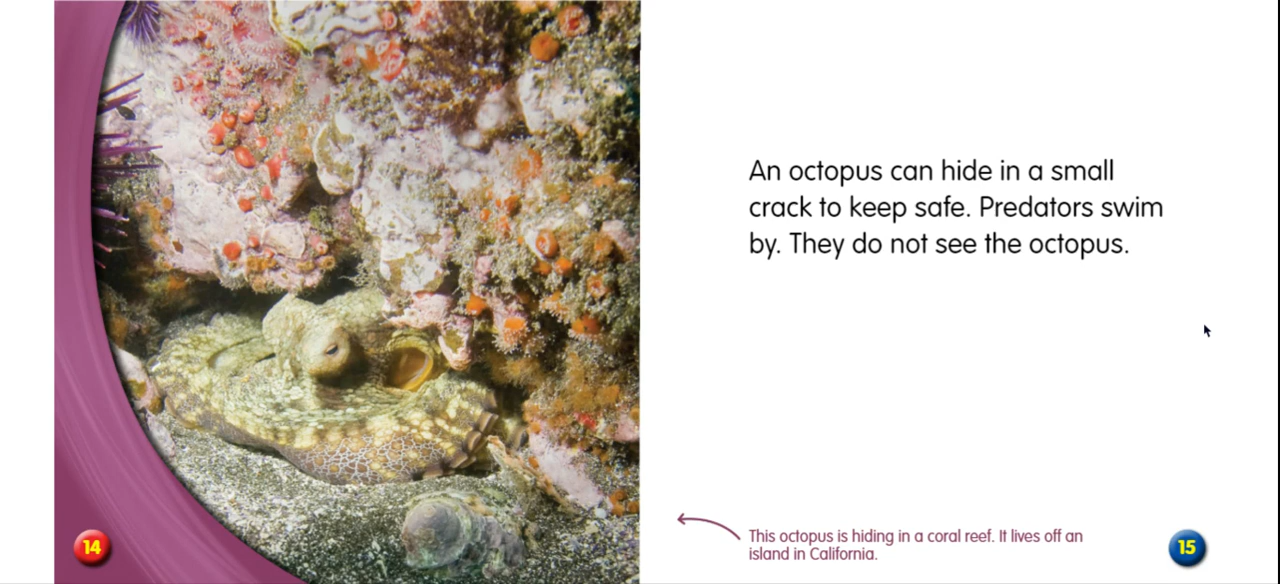 An octopus can hide in a small
crack to keep safe. Predators swim
by. They do not see the octopus.
This octopus is hiding in a coral reef. It lives off an
island in California.
14
15